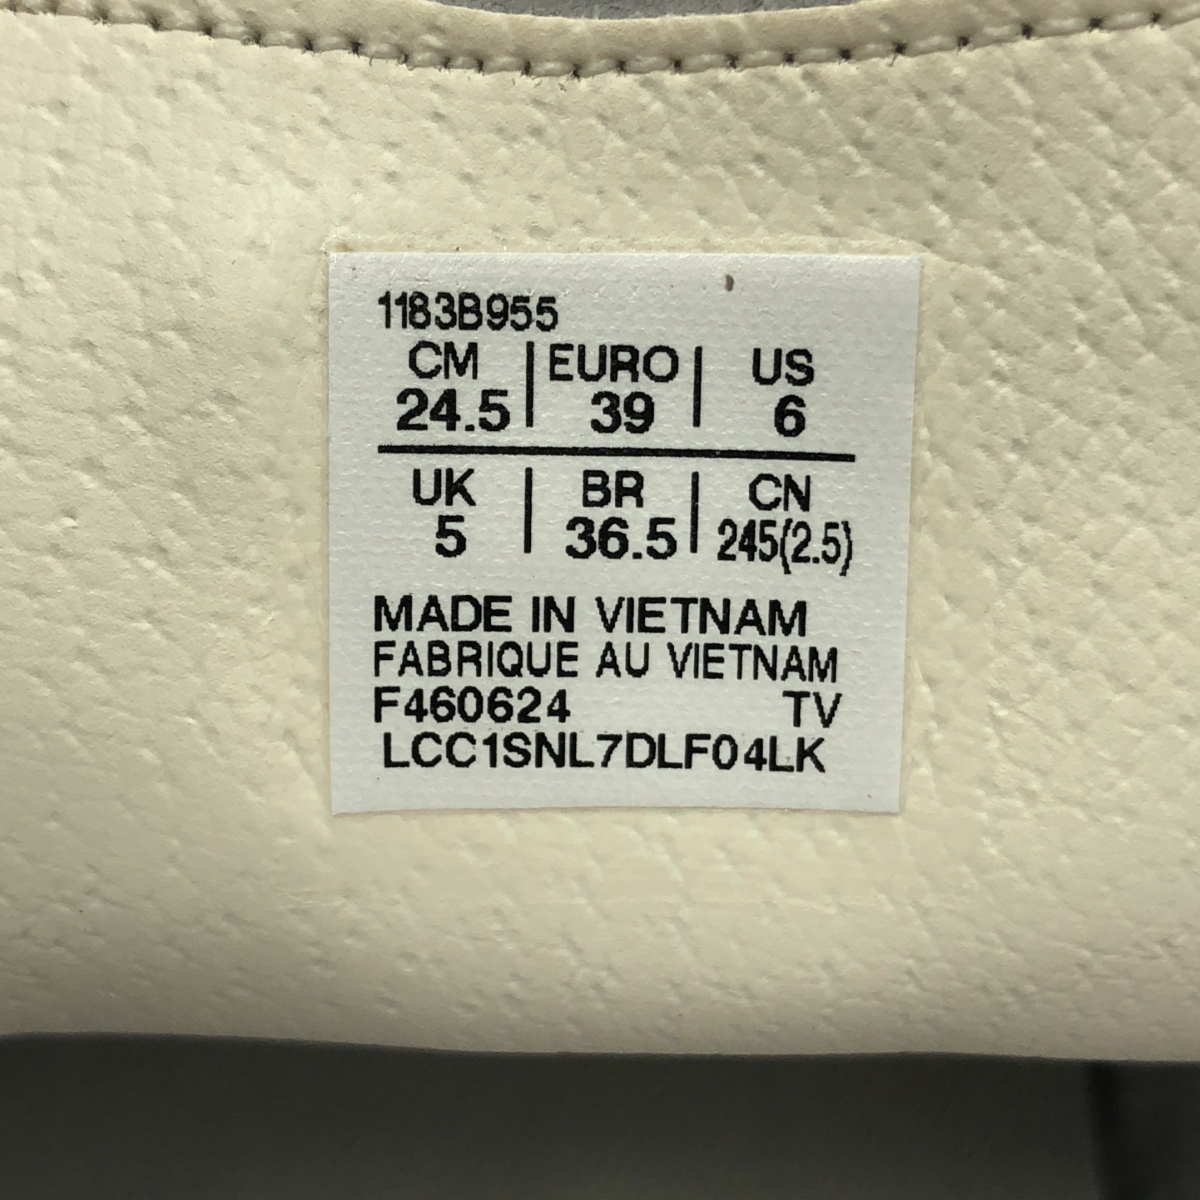 1183B955
CM | EURO | US
24.5 | 39 | 6
UK | BR | CN
5 | 36.5 | 245(2.5)
MADE IN VIETNAM
FABRIQUE AU VIETNAM
F460624 TV
LCC1SNL7DLF04LK